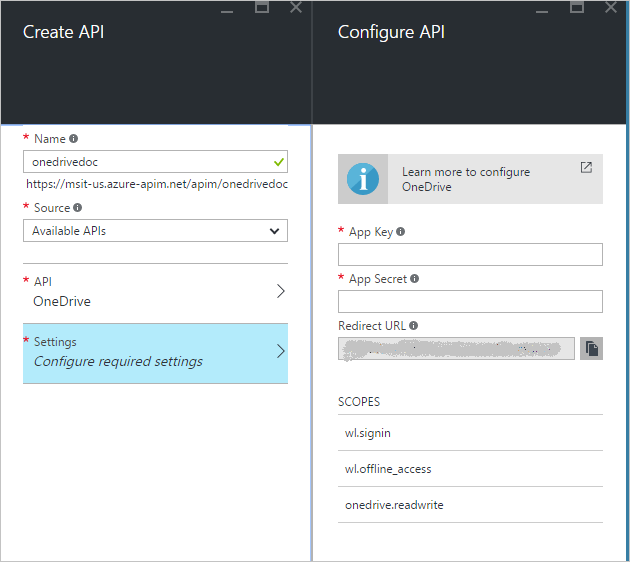 Create API
* Name
onedrivedoc
https://msit-us.azure-apim.net/apim/onedrivedoc
* Source
Available APIs
* API
OneDrive
* Settings
Configure required settings
Configure API
Learn more to configure
OneDrive
* App Key
* App Secret
Redirect URL
SCOPES
wl.signin
wl.offline_access
onedrive.readwrite